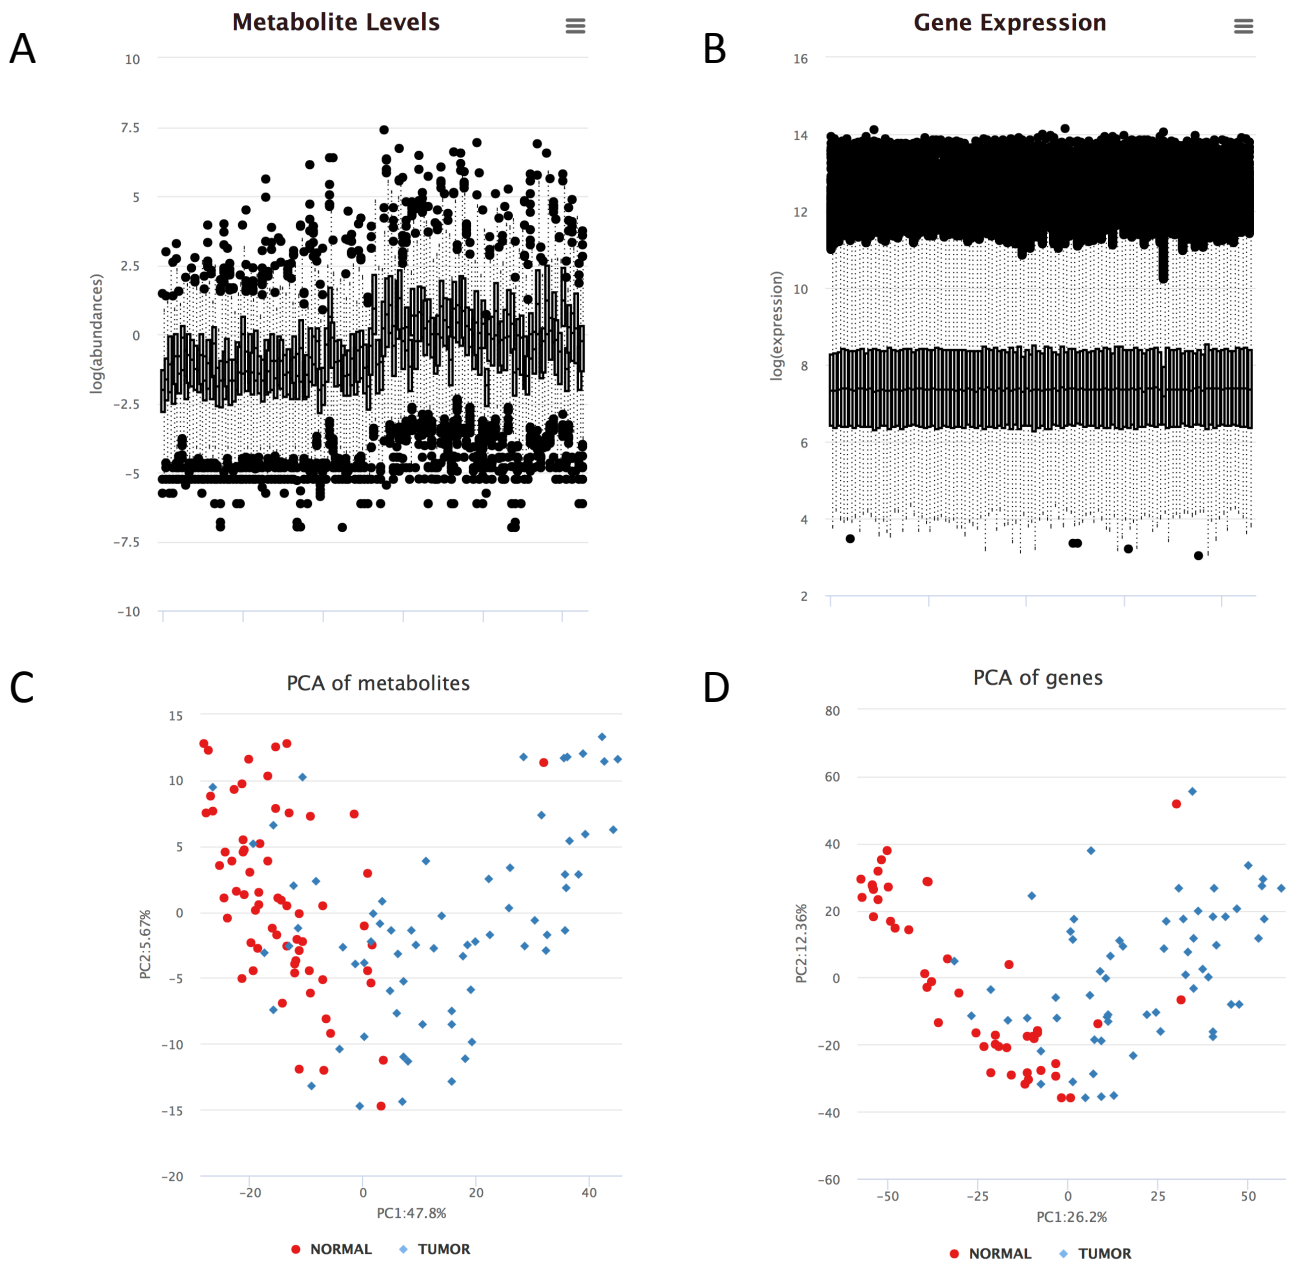 A
Metabolite Levels
10
7.5
5
2.5
0
−2.5
−5
−7.5
−10
log(abundances)
B
Gene Expression
16
14
12
10
8
6
4
2
log(expression)
C
PCA of metabolites
15
10
5
0
−5
−10
−15
−20
PC2:5.67%
−20 0 20 40
PC1:47.8%
NORMAL TUMOR
D
PCA of genes
80
60
40
20
0
−20
−40
−60
PC2:12.36%
−50 −25 0 25 50
PC1:26.2%
NORMAL TUMOR